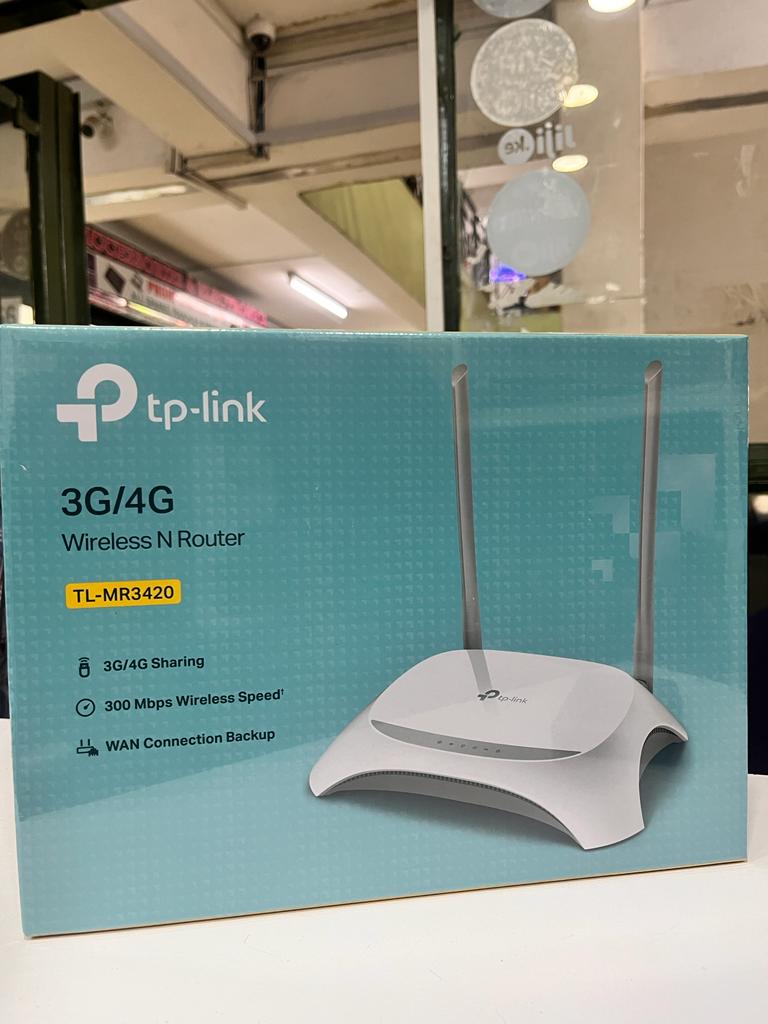 Jiji.ke
tp-link
3G/4G
Wireless N Router
TL-MR3420
3G/4G Sharing
300 Mbps Wireless Speed†
WAN Connection Backup
tp-link